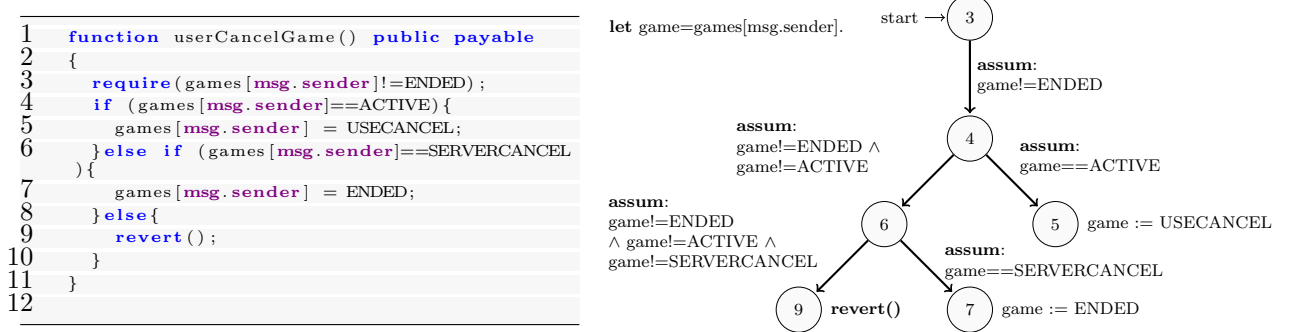 1 function userCancelGame() public payable
2 {
3 require(games[msg.sender]!=ENDED);
4 if (games[msg.sender]==ACTIVE){
5 games[msg.sender] = USECANCEL;
6 }else if (games[msg.sender]==SERVERCANCEL
){
7 games[msg.sender] = ENDED;
8 }else{
9 revert();
10 }
11 }
12
let game=games[msg.sender].
start
3
assum:
game!=ENDED
4
assum:
game!=ENDED ∧
game!=ACTIVE
assum:
game==ACTIVE
assum:
game!=ENDED
∧ game!=ACTIVE ∧
game!=SERVERCANCEL
6
5
game := USECANCEL
assum:
game==SERVERCANCEL
9
revert()
7
game := ENDED